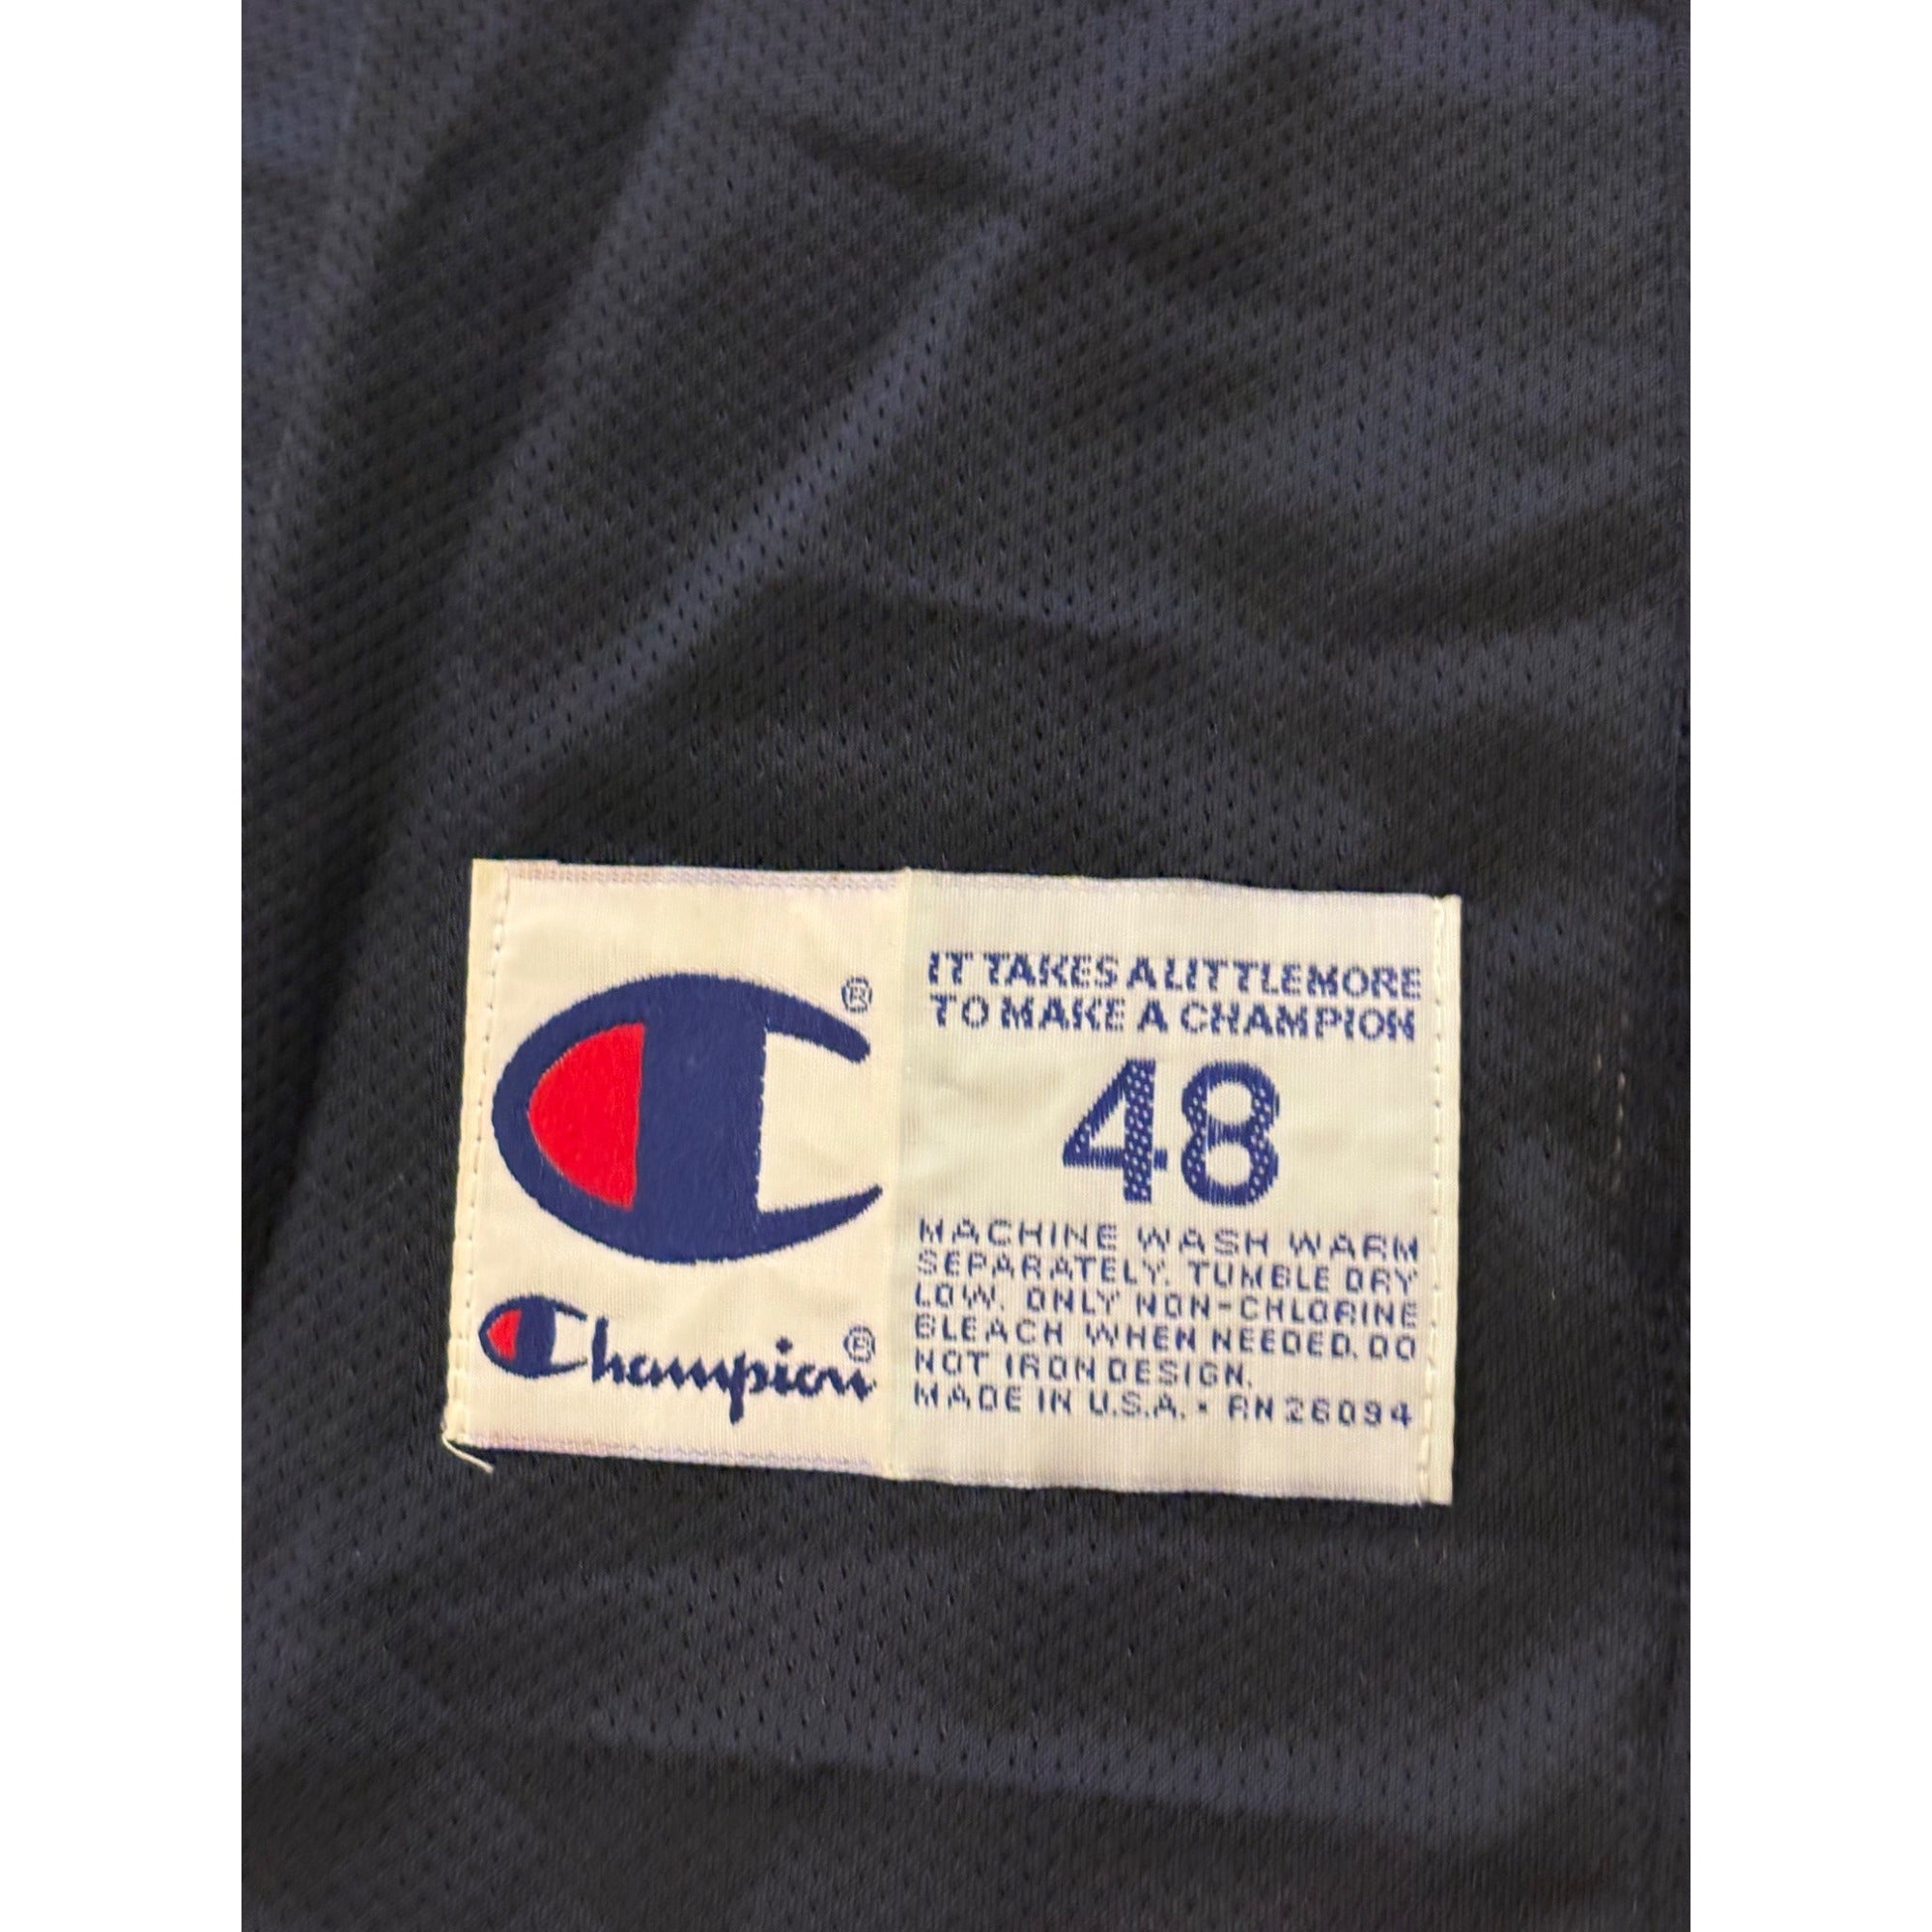 ®
Champion®
IT TAKES A LITTLE MORE
TO MAKE A CHAMPION
48
MACHINE WASH WARM
SEPARATELY. TUMBLE DRY
LOW. ONLY NON-CHLORINE
BLEACH WHEN NEEDED. DO
NOT IRON DESIGN.
MADE IN U.S.A. • RN 26094